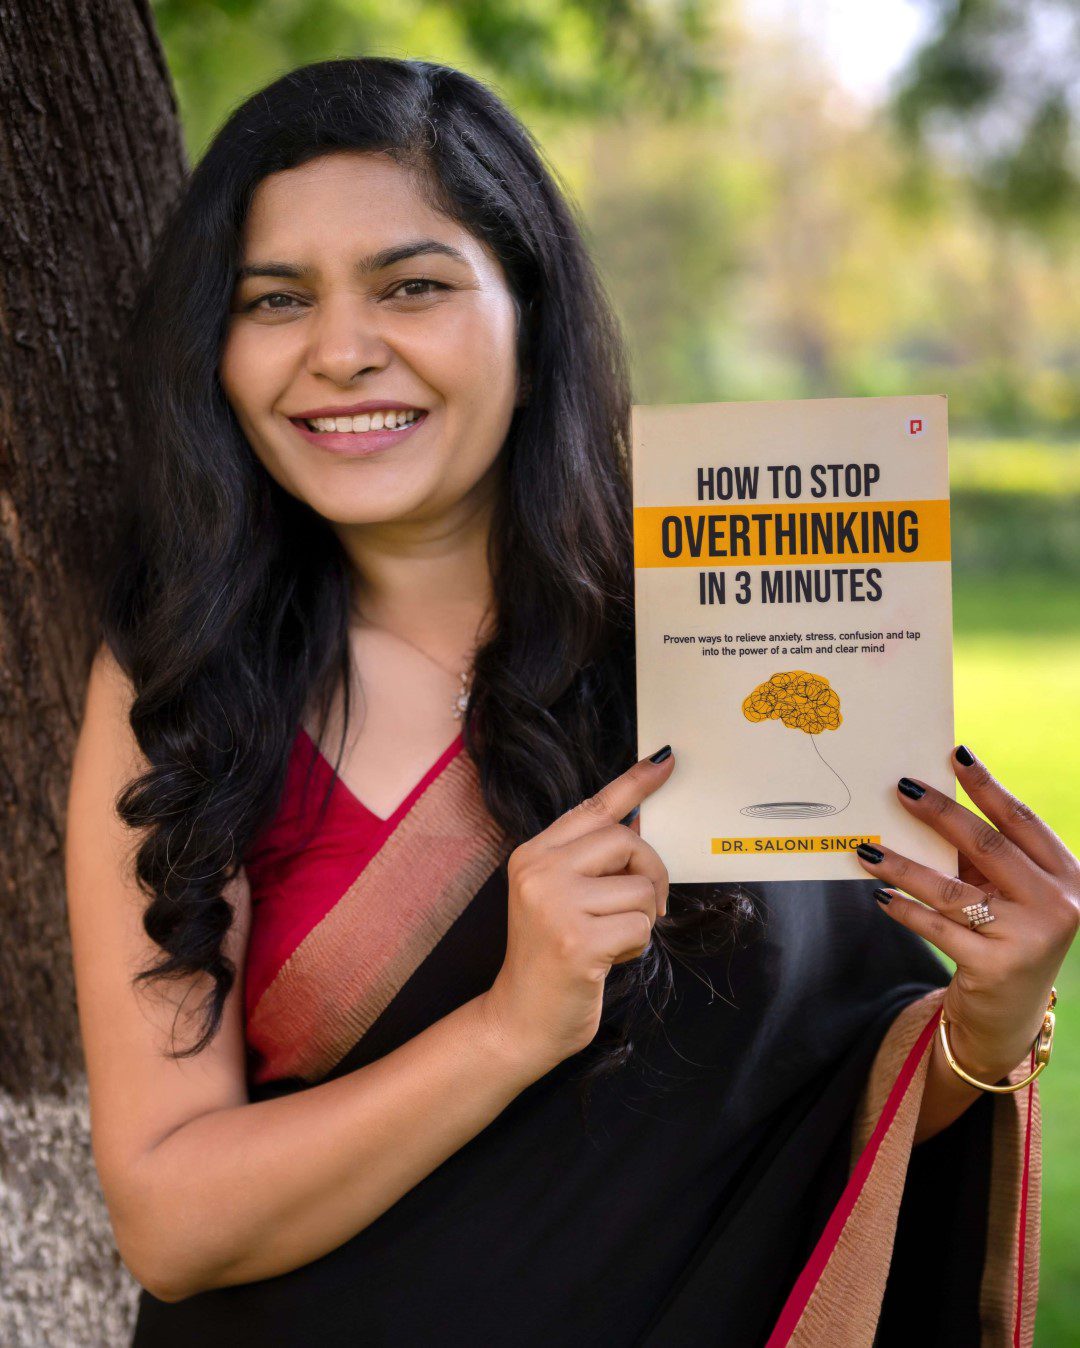 HOW TO STOP
OVERTHINKING
IN 3 MINUTES
Proven ways to relieve anxiety, stress, confusion and tap
into the power of a calm and clear mind
DR. SALONI SINGH